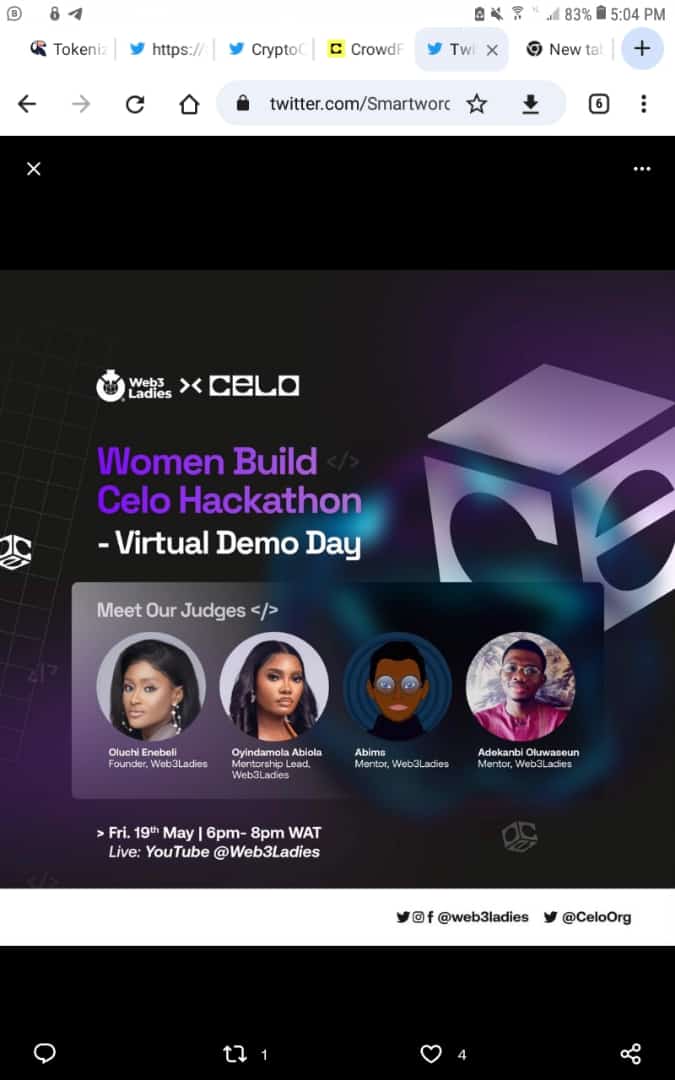 83% 5:04 PM
Tokeniz https:// CryptoC CrowdF Twi New tab
twitter.com/Smartword 6
Web3 Ladies CELO
Women Build </>
Celo Hackathon
- Virtual Demo Day
Meet Our Judges </>
Oluchi Enebeli
Founder, Web3Ladies
Oyindamola Abiola
Mentorship Lead,
Web3Ladies
Abims
Mentor, Web3Ladies
Adekanbi Oluwaseun
Mentor, Web3Ladies
> Fri. 19th May | 6pm- 8pm WAT
Live: YouTube @Web3Ladies
@web3ladies @CeloOrg
1 4